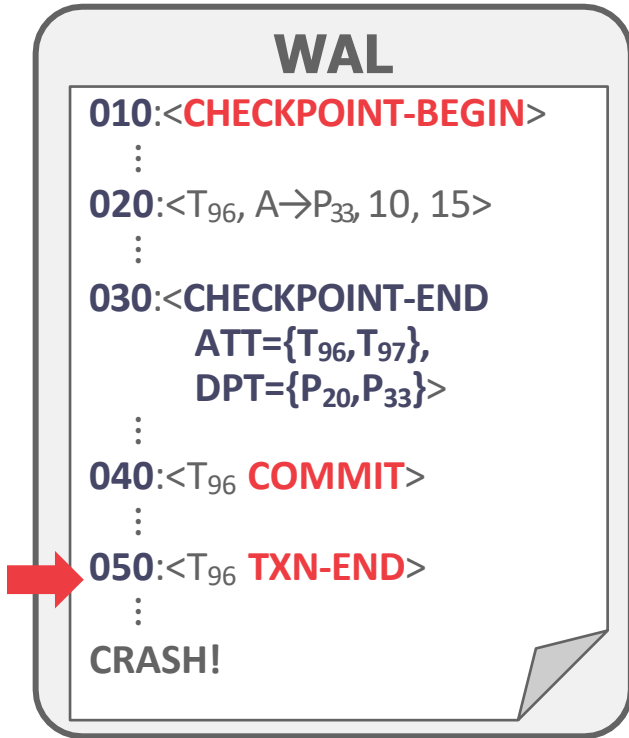 WAL
010:<CHECKPOINT-BEGIN>
⋮
020:<T₉₆, A→P₃₃, 10, 15>
⋮
030:<CHECKPOINT-END
ATT={T₉₆,T₉₇},
DPT={P₂₀,P₃₃}>
⋮
040:<T₉₆ COMMIT>
⋮
050:<T₉₆ TXN-END>
⋮
CRASH!